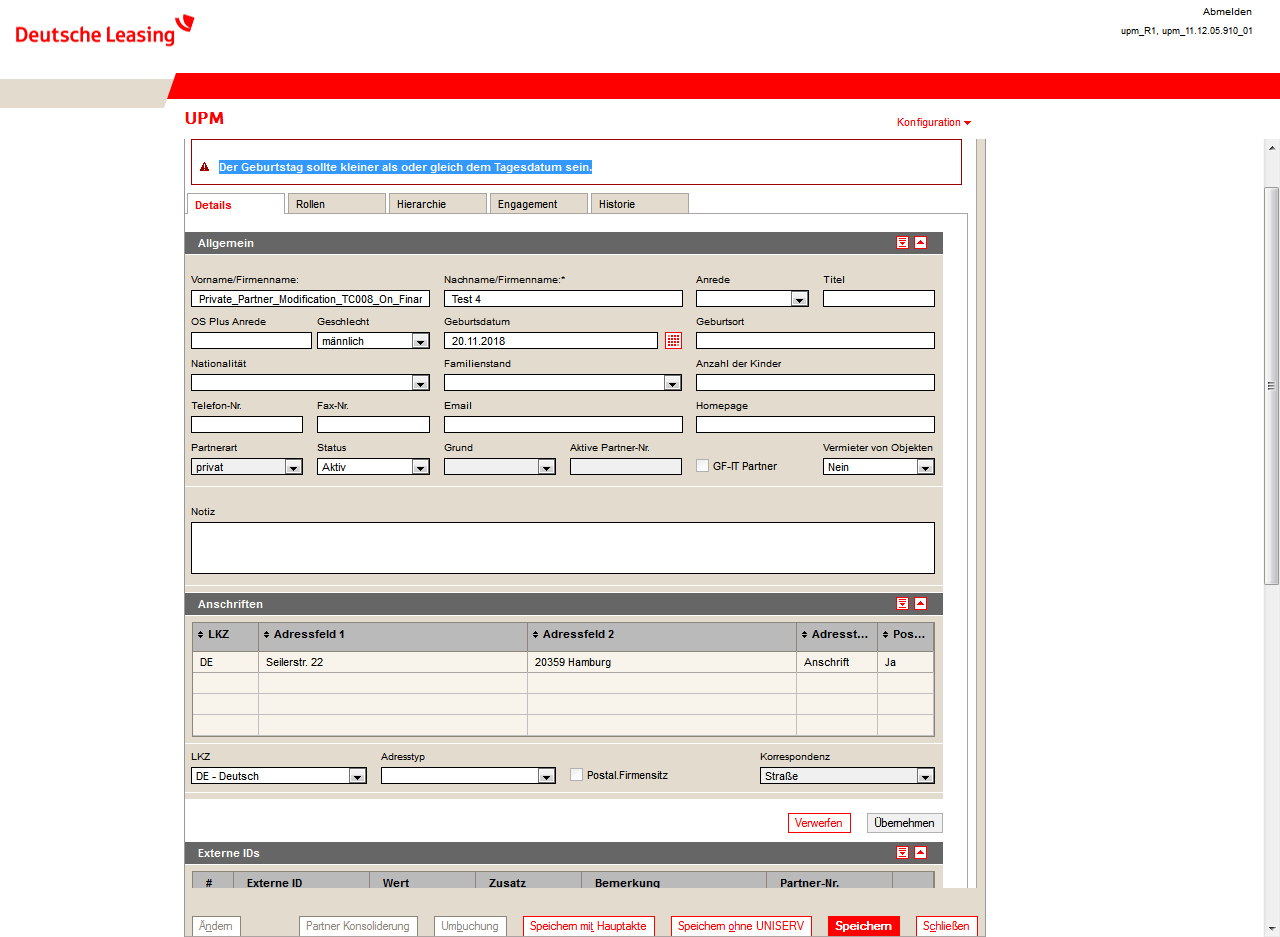 Abmelden
Deutsche Leasing
upm_R1, upm_11.12.05.910_01
UPM
Konfiguration
Der Geburtstag sollte kleiner als oder gleich dem Tagesdatum sein.
Details Rollen Hierarchie Engagement Historie
Allgemein
Vorname/Firmenname: Nachname/Firmenname:* Anrede Titel
Private_Partner_Modification_TC008_On_Finar Test 4
OS Plus Anrede Geschlecht Geburtsdatum Geburtsort
männlich 20.11.2018
Nationalität Familienstand Anzahl der Kinder
Telefon-Nr. Fax-Nr. Email Homepage
Partnerart Status Grund Aktive Partner-Nr. Vermieter von Objekten
privat Aktiv GF-IT Partner Nein
Notiz
Anschriften
LKZ Adressfeld 1 Adressfeld 2 Adresst... Pos...
DE Seilerstr. 22 20359 Hamburg Anschrift Ja
LKZ Adresstyp Korrespondenz
DE - Deutsch Postal.Firmensitz Straße
Verwerfen Übernehmen
Externe IDs
# Externe ID Wert Zusatz Bemerkung Partner-Nr.
Ändern Partner Konsolidierung Umbuchung Speichern mit Hauptakte Speichern ohne UNISERV Speichern Schließen